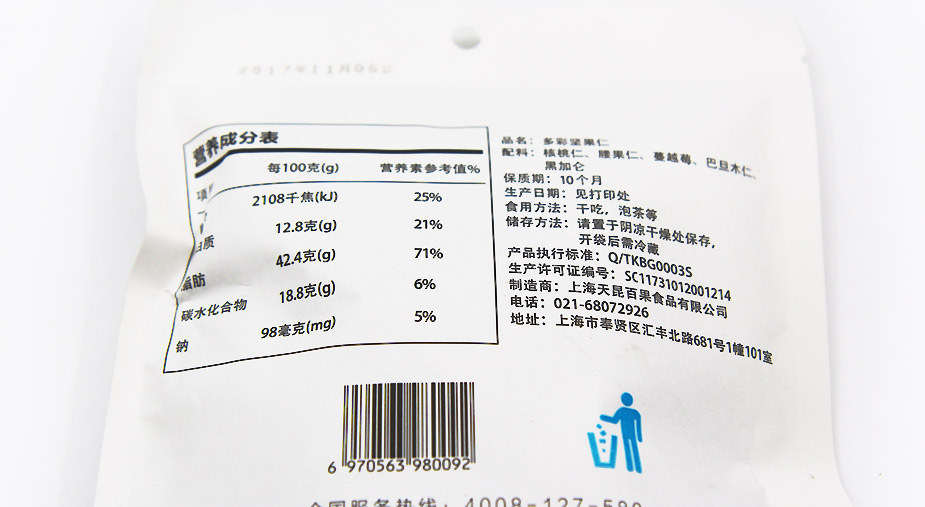 2017年11月06日
营养成分表
每100克(g) 营养素参考值%
2108千焦(kJ) 25%
12.8克(g) 21%
质
脂肪 42.4克(g) 71%
碳水化合物 18.8克(g) 6%
钠 98毫克(mg) 5%
品名：多彩坚果仁
配料：核桃仁、腰果仁、蔓越莓、巴旦木仁、
黑加仑
保质期：10个月
生产日期：见打印处
食用方法：干吃，泡茶等
储存方法：请置于阴凉干燥处保存，
开袋后需冷藏
产品执行标准：Q/TKBG0003S
生产许可证编号：SC11731012001214
制造商：上海天昆百果食品有限公司
电话：021-68072926
地址：上海市奉贤区汇丰北路681号1幢101室
6 970563 980092
全国服务热线：4008-127-580